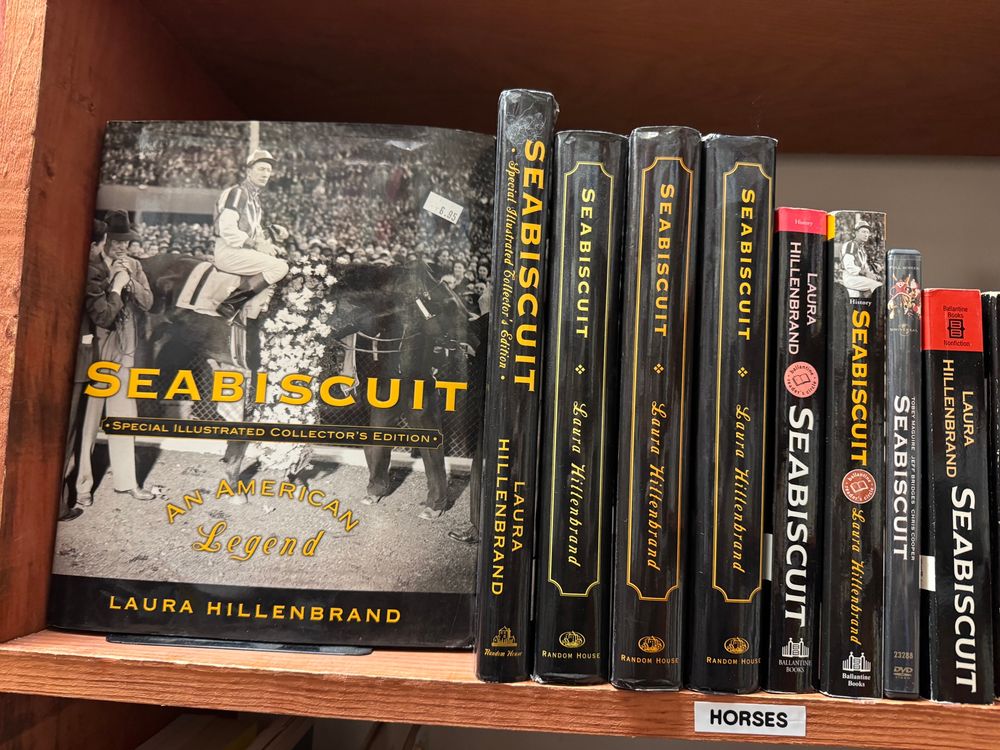 6.95
SEABISCUIT
• SPECIAL ILLUSTRATED COLLECTOR'S EDITION •
AN AMERICAN
Legend
LAURA HILLENBRAND
SEABISCUIT
• Special Illustrated Collector's Edition •
LAURA
HILLENBRAND
Random House
SEABISCUIT
Laura Hillenbrand
RANDOM HOUSE
SEABISCUIT
Laura Hillenbrand
RANDOM HOUSE
SEABISCUIT
Laura Hillenbrand
RANDOM HOUSE
History
LAURA
HILLENBRAND
SEABISCUIT
BALLANTINE
BOOKS
History
SEABISCUIT
Laura Hillenbrand
Ballantine
Books
TOBEY MAGUIRE JEFF BRIDGES CHRIS COOPER
SEABISCUIT
23288
DVD
Ballantine
Books
Nonfiction
LAURA
HILLENBRAND
SEABISCUIT
HORSES